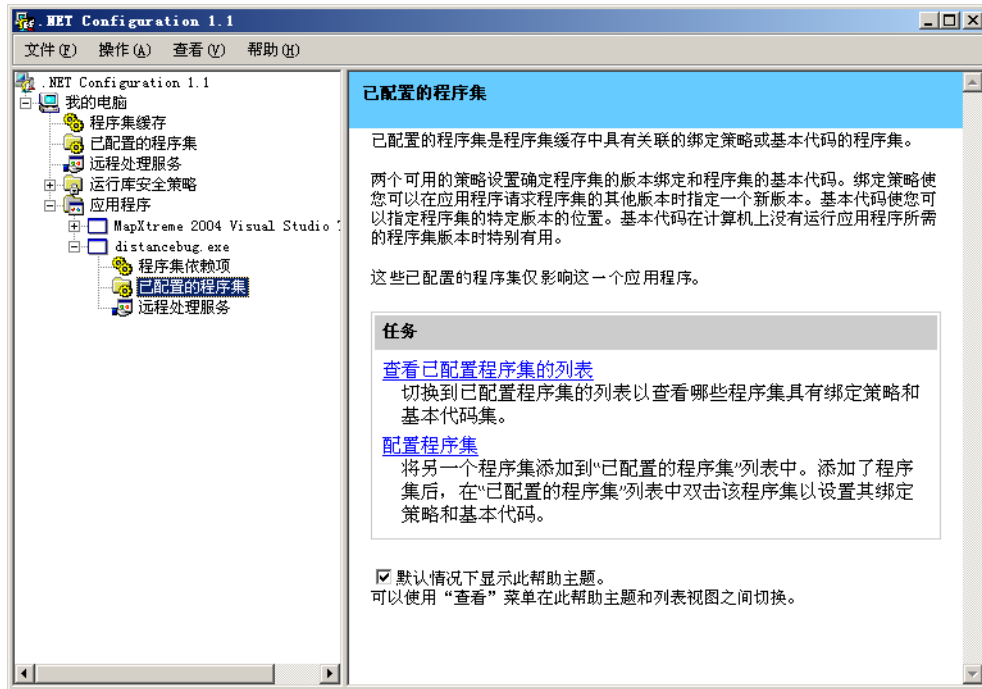 .NET Configuration 1.1
文件(F) 操作(A) 查看(V) 帮助(H)
.NET Configuration 1.1
我的电脑
程序集缓存
已配置的程序集
远程处理服务
运行库安全策略
应用程序
MapXtreme 2004 Visual Studio
distancebug.exe
程序集依赖项
已配置的程序集
远程处理服务
已配置的程序集
已配置的程序集是程序集缓存中具有关联的绑定策略或基本代码的程序集。
两个可用的策略设置确定程序集的版本绑定和程序集的基本代码。绑定策略使
您可以在应用程序请求程序集的其他版本时指定一个新版本。基本代码使您可
以指定程序集的特定版本的位置。基本代码在计算机上没有运行应用程序所需
的程序集版本时特别有用。
这些已配置的程序集仅影响这一个应用程序。
任务
查看已配置程序集的列表
切换到已配置程序集的列表以查看哪些程序集具有绑定策略和
基本代码集。
配置程序集
将另一个程序集添加到“已配置的程序集”列表中。添加了程序
集后，在“已配置的程序集”列表中双击该程序集以设置其绑定
策略和基本代码。
默认情况下显示此帮助主题。
可以使用“查看”菜单在此帮助主题和列表视图之间切换。